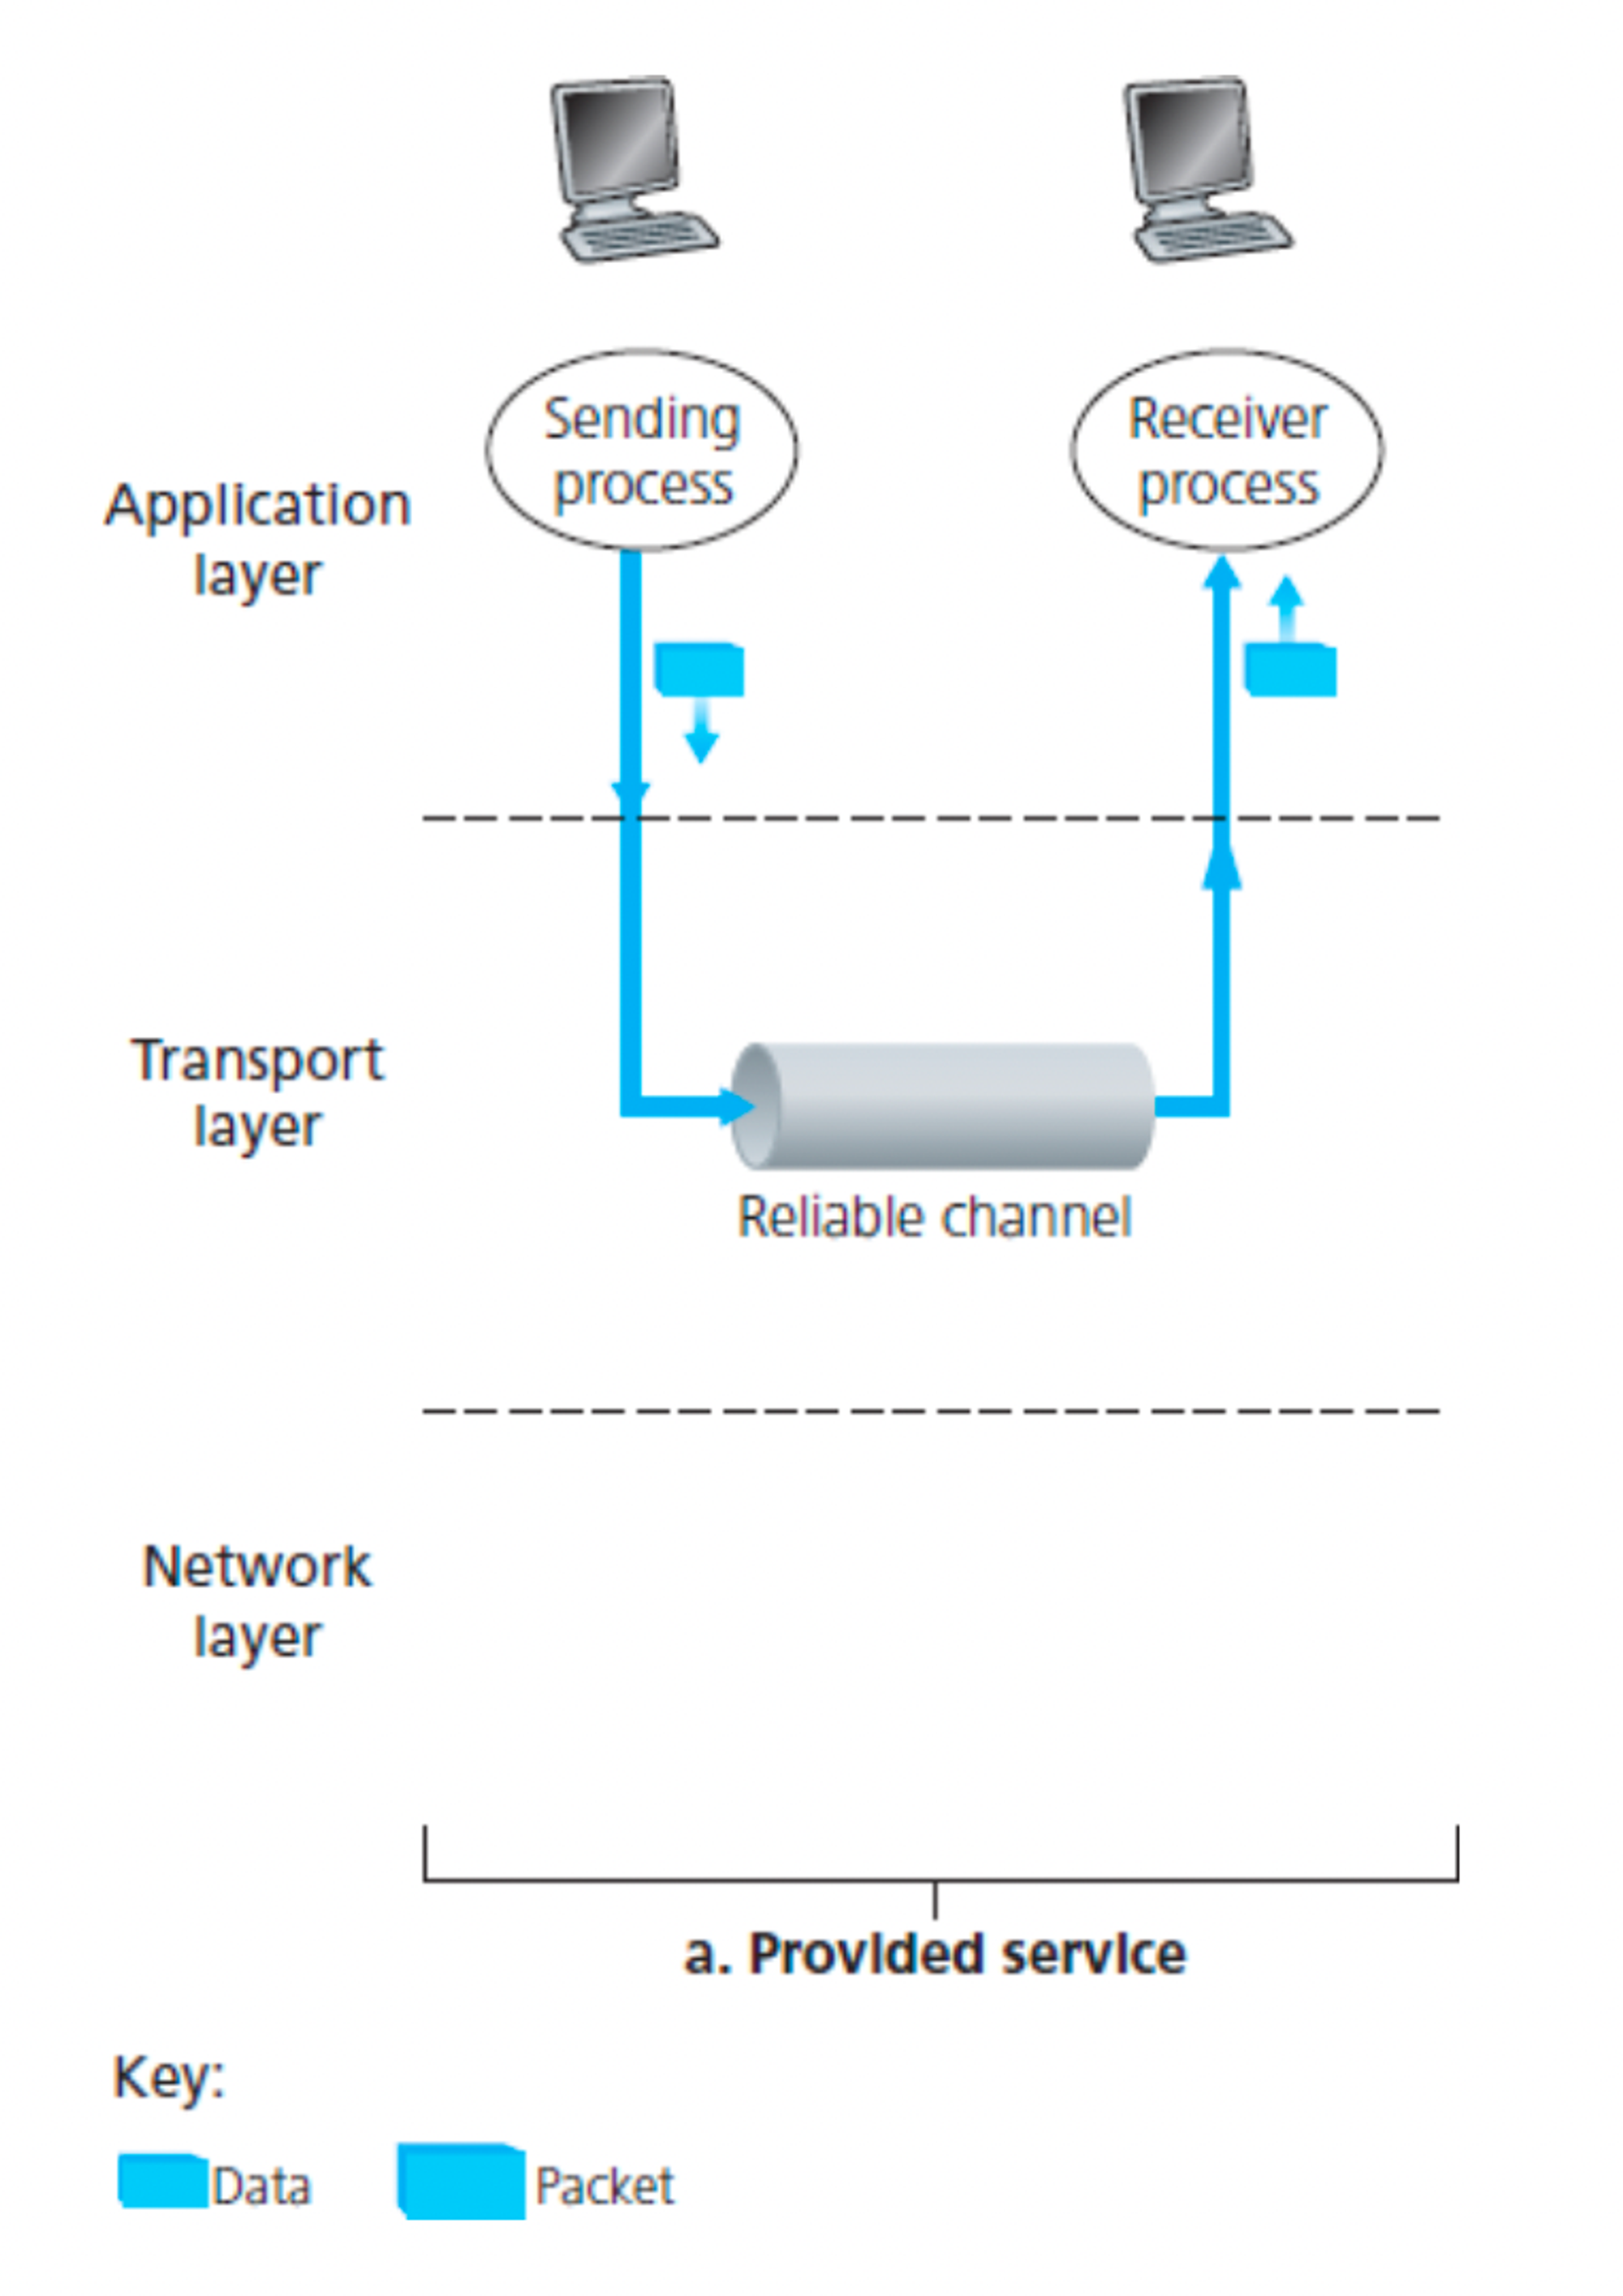 Sending
process
Receiver
process
Application
layer
Transport
layer
Reliable channel
Network
layer
a. Provided service
Key:
Data
Packet